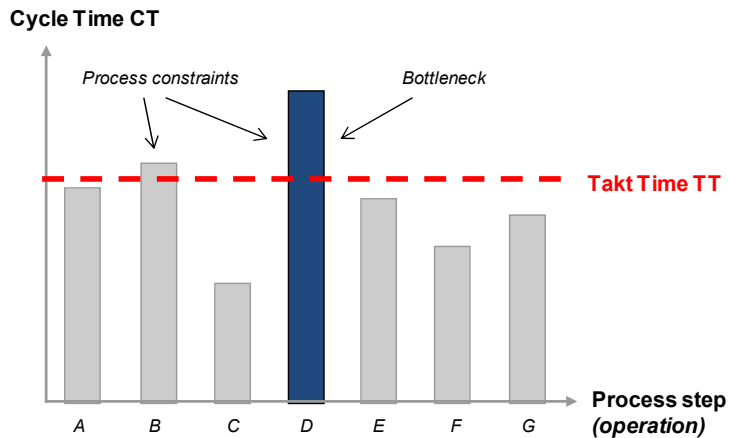 Cycle Time CT
Process constraints
Bottleneck
Takt Time TT
Process step
(operation)
A B C D E F G